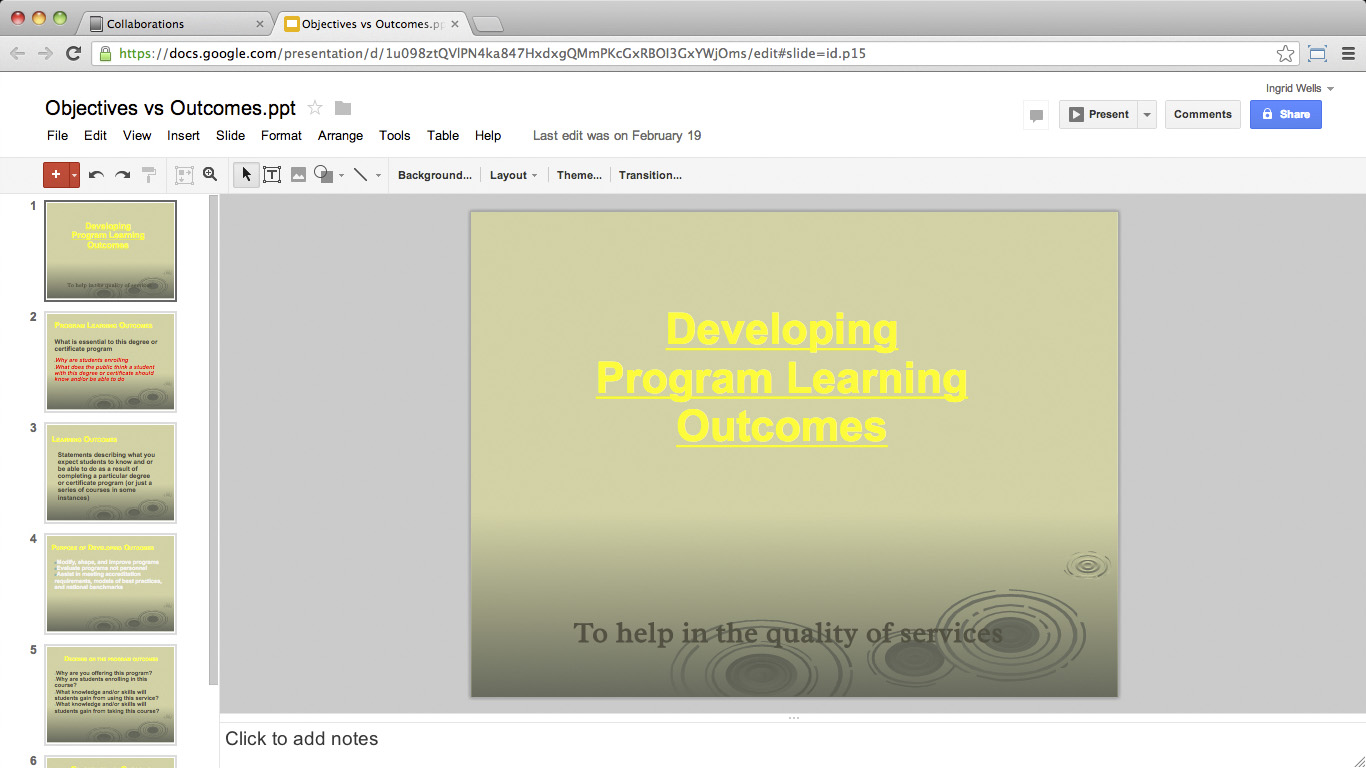 Collaborations
Objectives vs Outcomes.pp
https://docs.google.com/presentation/d/1u098ztQVlPN4ka847HxdxgQMmPKcGxRBOI3GxYWjOms/edit#slide=id.p15
Ingrid Wells
Objectives vs Outcomes.ppt
File Edit View Insert Slide Format Arrange Tools Table Help Last edit was on February 19
Present Comments Share
Background... Layout Theme... Transition...
1
Developing
Program Learning
Outcomes
To help in the quality of services
2
Program Learning Outcomes
What is essential to this degree or
certificate program
Why are students enrolling
What does the public think a student
with this degree or certificate should
know and/or be able to do
3
Learning Outcomes
Statements describing what you
expect students to know and or
be able to do as a result of
completing a particular degree
or certificate program (or just a
series of courses in some
instances)
4
Purpose of Developing Outcomes
Modify, shape, and improve programs
Evaluate programs not personnel
Assist in meeting accreditation
requirements, models of best practices,
and national benchmarks
5
Deciding on the program outcomes
Why are you offering this program?
Why are students enrolling in this
course?
What knowledge and/or skills will
students gain from using this service?
What knowledge and/or skills will
students gain from taking this course?
6
Developing
Program Learning
Outcomes
To help in the quality of services
Click to add notes